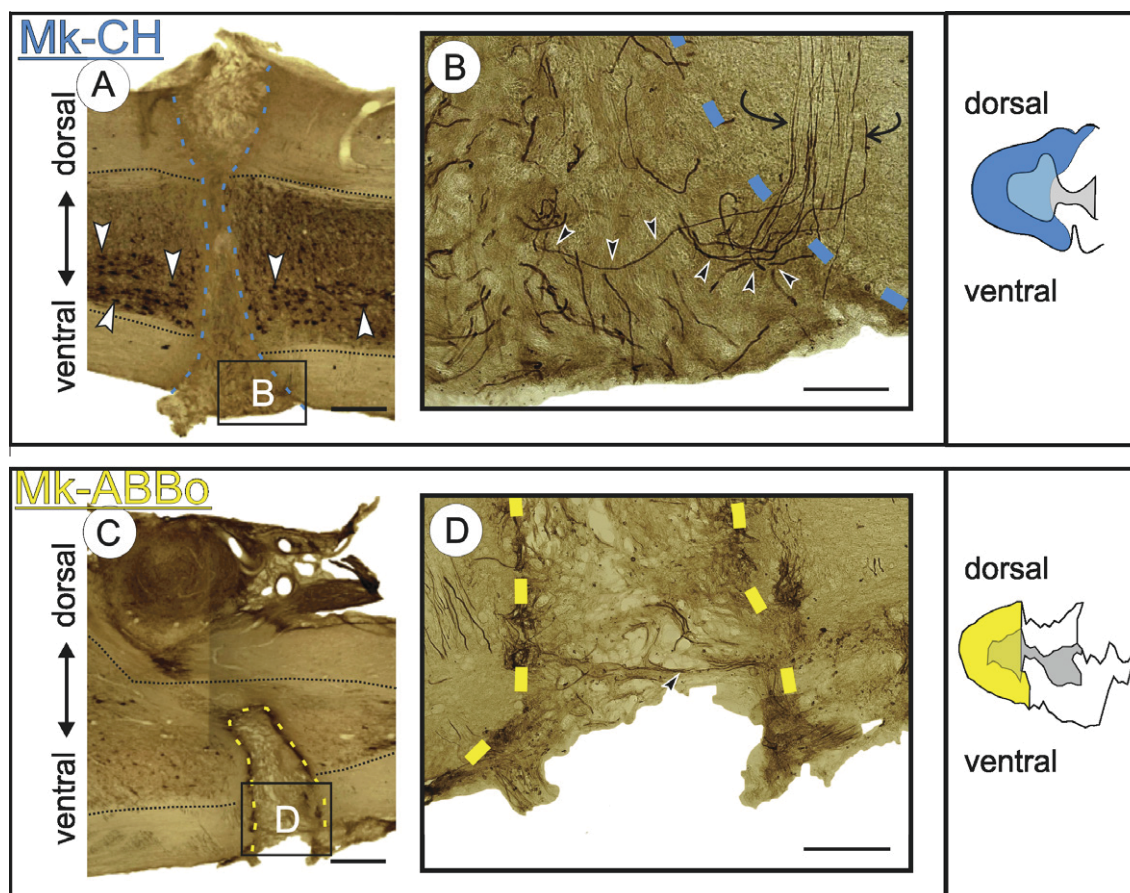 Mk-CH
A
B
dorsal
ventral
B
dorsal
ventral
Mk-ABBo
C
D
dorsal
ventral
D
dorsal
ventral